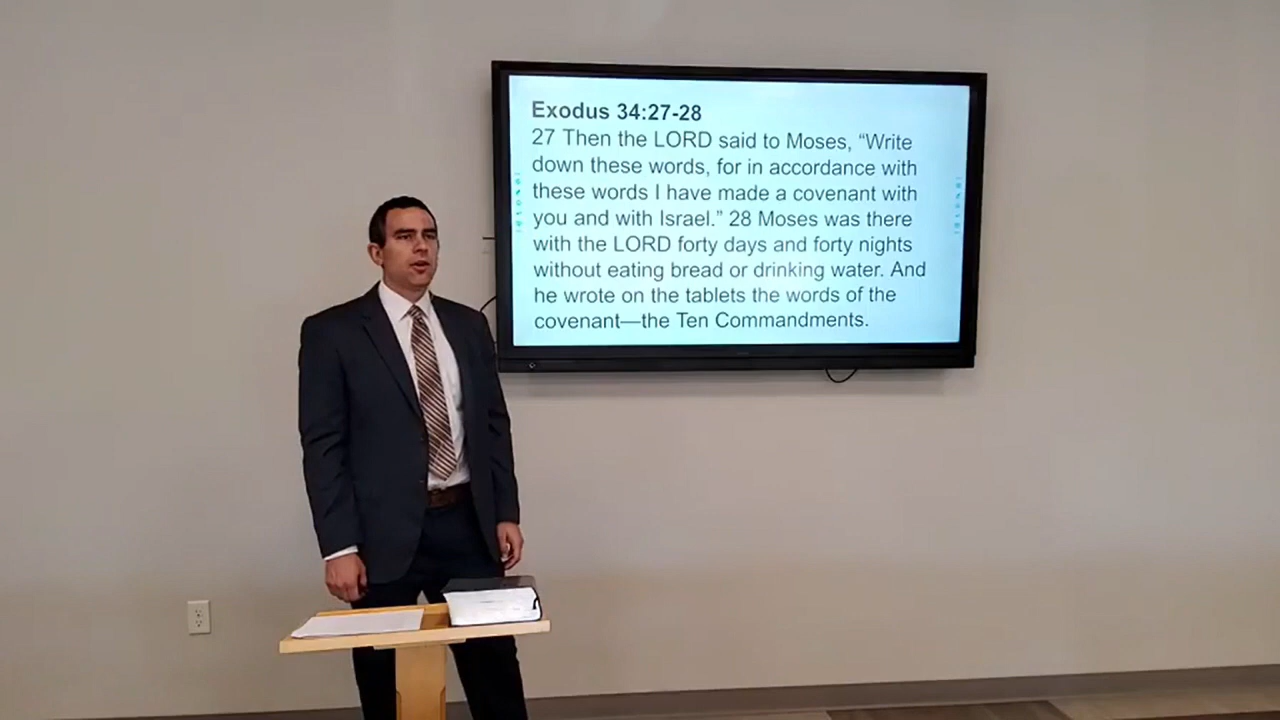 Exodus 34:27-28
27 Then the LORD said to Moses, “Write
down these words, for in accordance with
these words I have made a covenant with
you and with Israel.” 28 Moses was there
with the LORD forty days and forty nights
without eating bread or drinking water. And
he wrote on the tablets the words of the
covenant—the Ten Commandments.